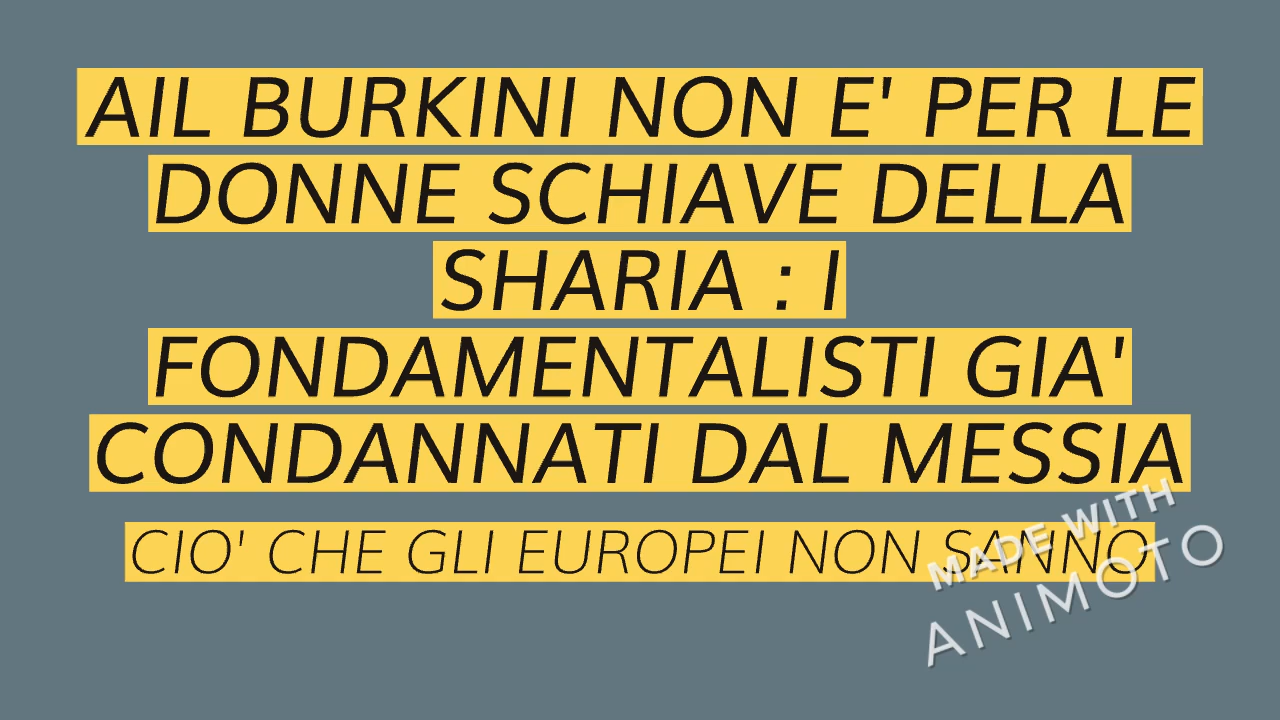 AIL BURKINI NON E' PER LE
DONNE SCHIAVE DELLA
SHARIA : I
FONDAMENTALISTI GIA'
CONDANNATI DAL MESSIA
CIO' CHE GLI EUROPEI NON SANNO
MADE WITH
ANIMOTO